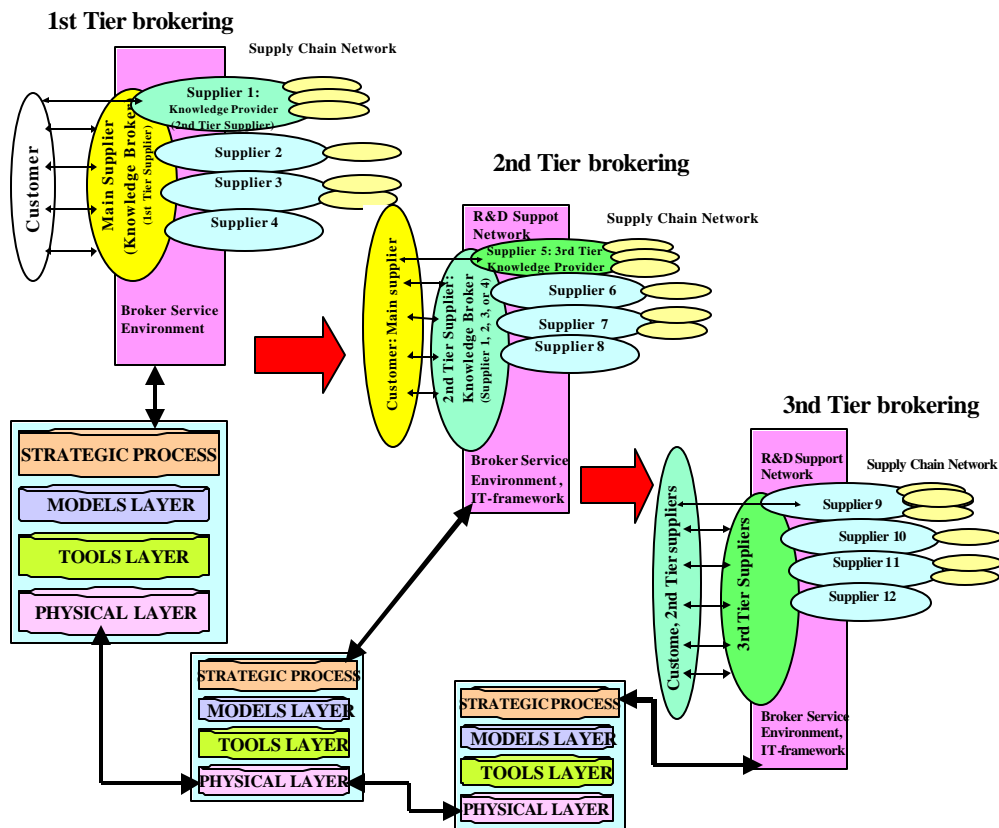 1st Tier brokering
Supply Chain Network
Supplier 1:
Knowledge Provider
(2nd Tier Supplier)
Supplier 2
Supplier 3
Supplier 4
Customer
Main Supplier
(Knowledge Broker)
(1st Tier Supplier)
Broker Service
Environment
2nd Tier brokering
R&D Suppot
Network
Supply Chain Network
Supplier 5: 3rd Tier
Knowledge Provider
Supplier 6
Supplier 7
Supplier 8
Customer: Main supplier
2nd Tier Supplier:
Knowledge Broker
(Supplier 1, 2, 3, or 4)
Broker Service
Environment,
IT-framework
3nd Tier brokering
R&D Support
Network
Supply Chain Network
Supplier 9
Supplier 10
Supplier 11
Supplier 12
Custome, 2nd Tier suppliers
3rd Tier Suppliers
Broker Service
Environment,
IT-framework
STRATEGIC PROCESS
MODELS LAYER
TOOLS LAYER
PHYSICAL LAYER
STRATEGIC PROCESS
MODELS LAYER
TOOLS LAYER
PHYSICAL LAYER
STRATEGIC PROCESS
MODELS LAYER
TOOLS LAYER
PHYSICAL LAYER